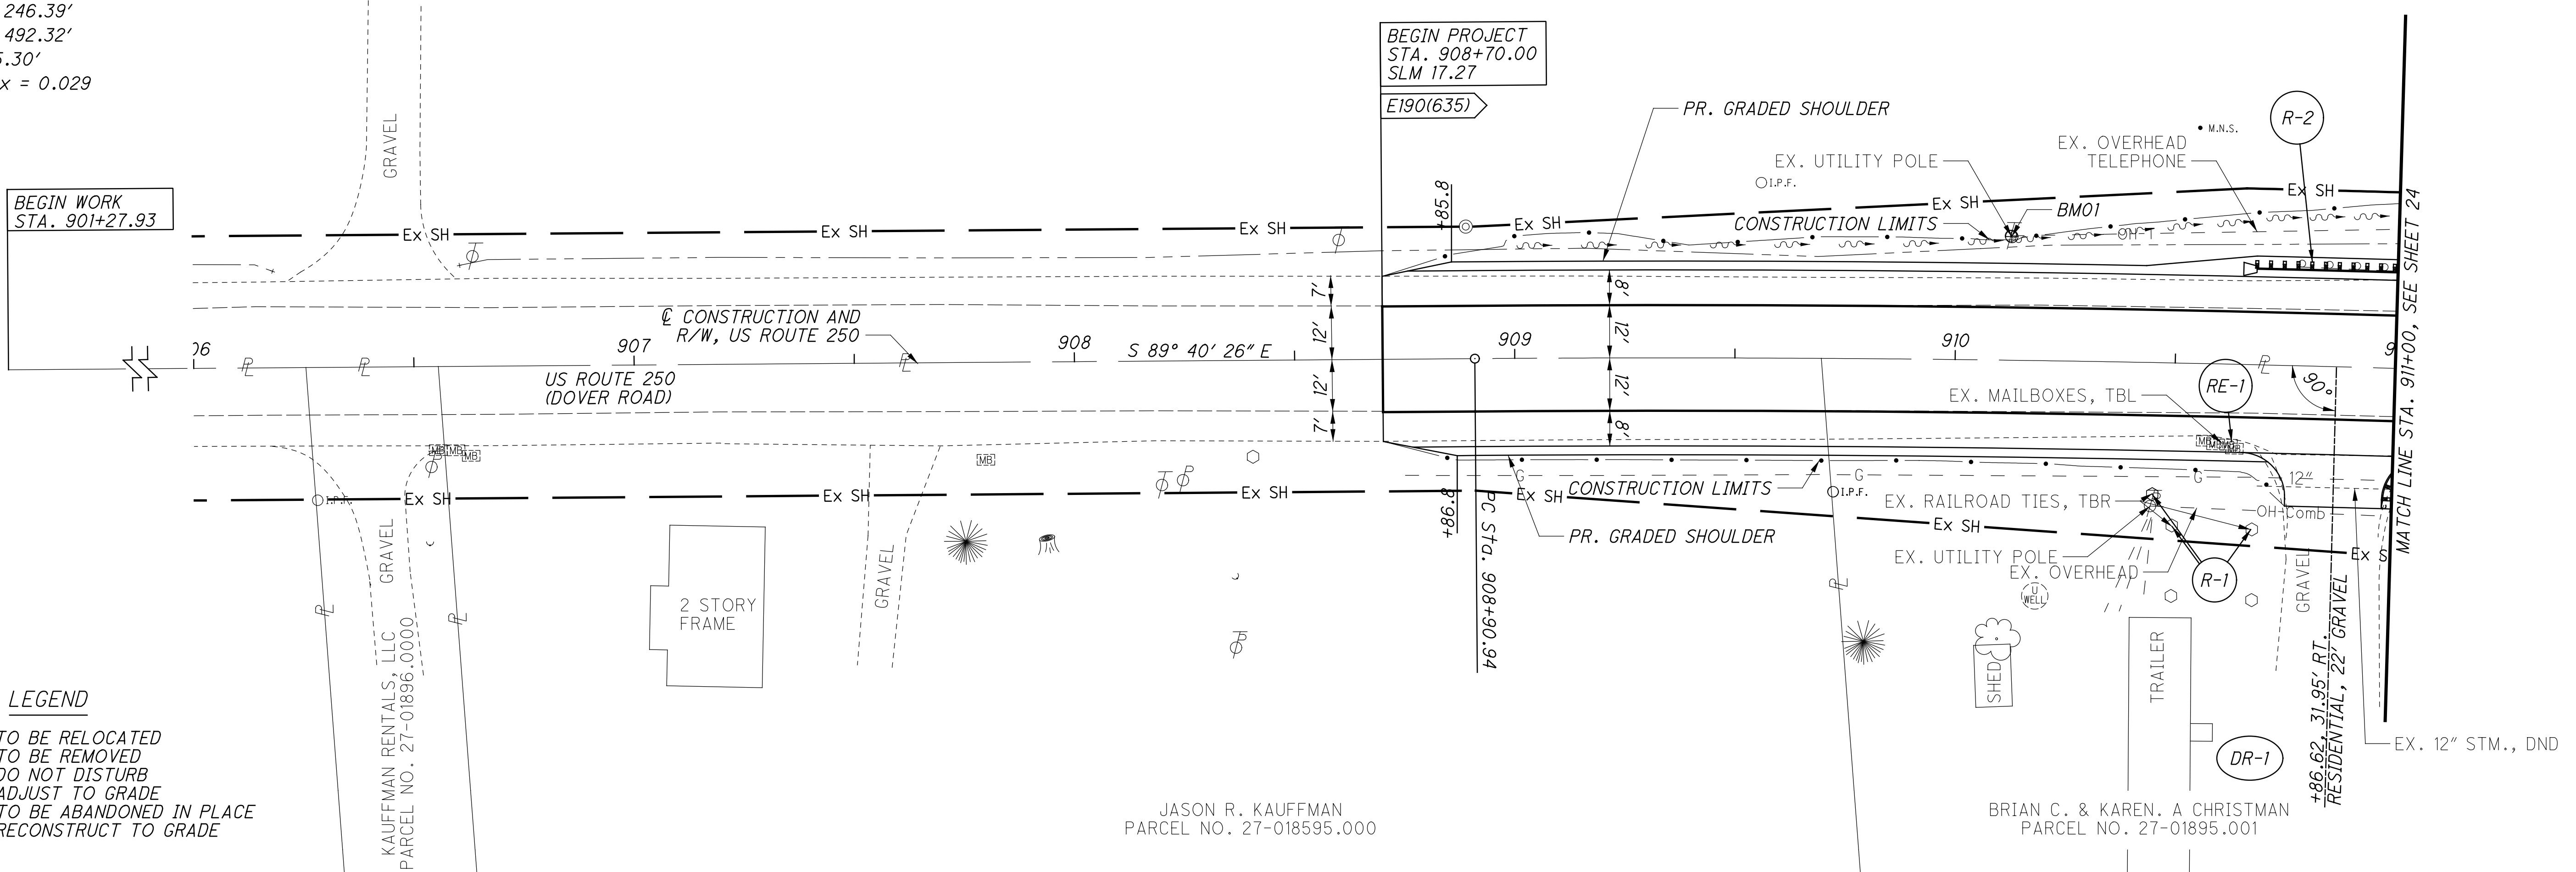 246.39'
492.32'
5.30'
x = 0.029
BEGIN WORK
STA. 901+27.93
GRAVEL
BEGIN PROJECT
STA. 908+70.00
SLM 17.27
E190(635)
PR. GRADED SHOULDER
R-2
M.N.S.
EX. OVERHEAD
TELEPHONE
EX. UTILITY POLE
I.P.F.
+85.8
Ex SH
Ex SH
Ex SH
Ex SH
Ex SH
Ex SH
BM01
CONSTRUCTION LIMITS
OH-T
MATCH LINE STA. 911+00, SEE SHEET 24
7'
8'
12'
12'
12'
12'
7'
8'
℄ CONSTRUCTION AND
R/W, US ROUTE 250
06
907
908
S 89° 40' 26" E
909
910
9
US ROUTE 250
(DOVER ROAD)
RE-1
90°
EX. MAILBOXES, TBL
MB
MB
MB
MB
MB
MB
MB
G
G
G
12"
I.P.F.
Ex SH
Ex SH
Ex SH
+86.8
Ex SH
CONSTRUCTION LIMITS
I.P.F.
EX. RAILROAD TIES, TBR
OH-Comb
Ex SH
Ex S
PR. GRADED SHOULDER
PC Sta. 908+90.94
EX. UTILITY POLE
EX. OVERHEAD
R-1
GRAVEL
GRAVEL
GRAVEL
2 STORY
FRAME
U
WELL
SHED
TRAILER
+86.62, 31.95' RT.
RESIDENTIAL, 22' GRAVEL
EX. 12" STM., DND
DR-1
LEGEND
TO BE RELOCATED
TO BE REMOVED
DO NOT DISTURB
ADJUST TO GRADE
TO BE ABANDONED IN PLACE
RECONSTRUCT TO GRADE
KAUFFMAN RENTALS, LLC
PARCEL NO. 27-01896.0000
JASON R. KAUFFMAN
PARCEL NO. 27-018595.000
BRIAN C. & KAREN. A CHRISTMAN
PARCEL NO. 27-01895.001